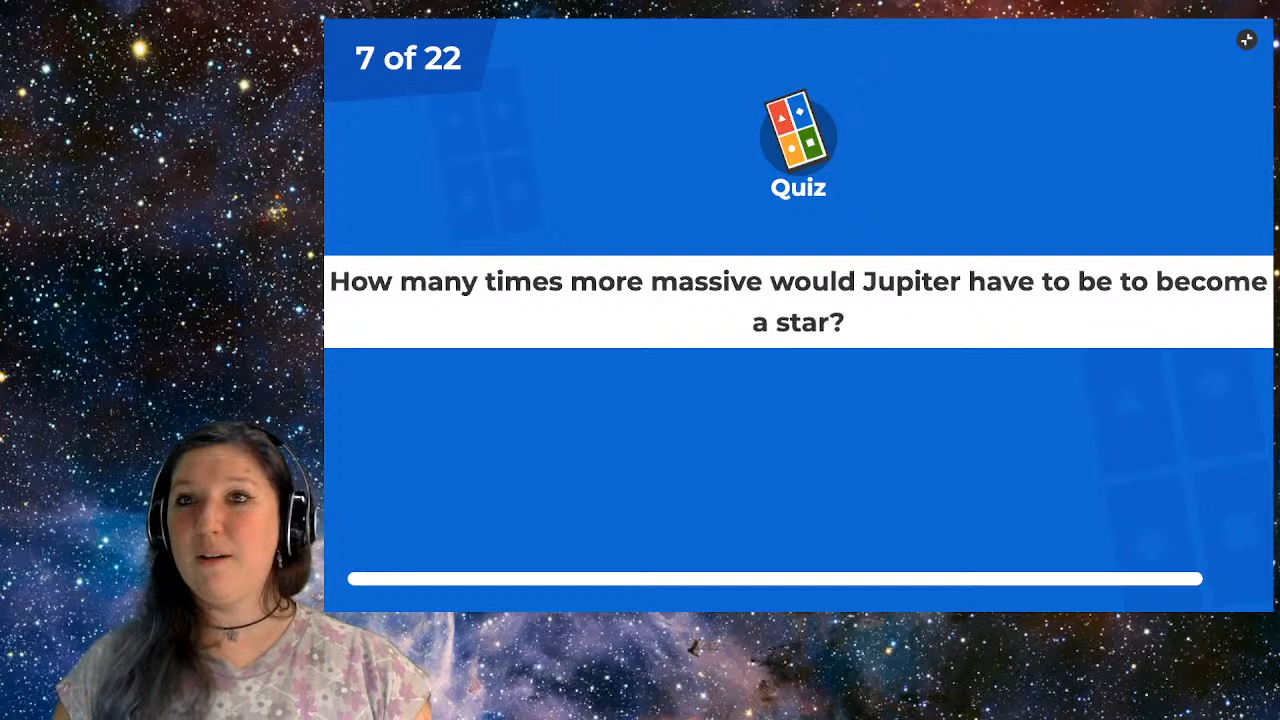 7 of 22
Quiz
How many times more massive would Jupiter have to be to become
a star?